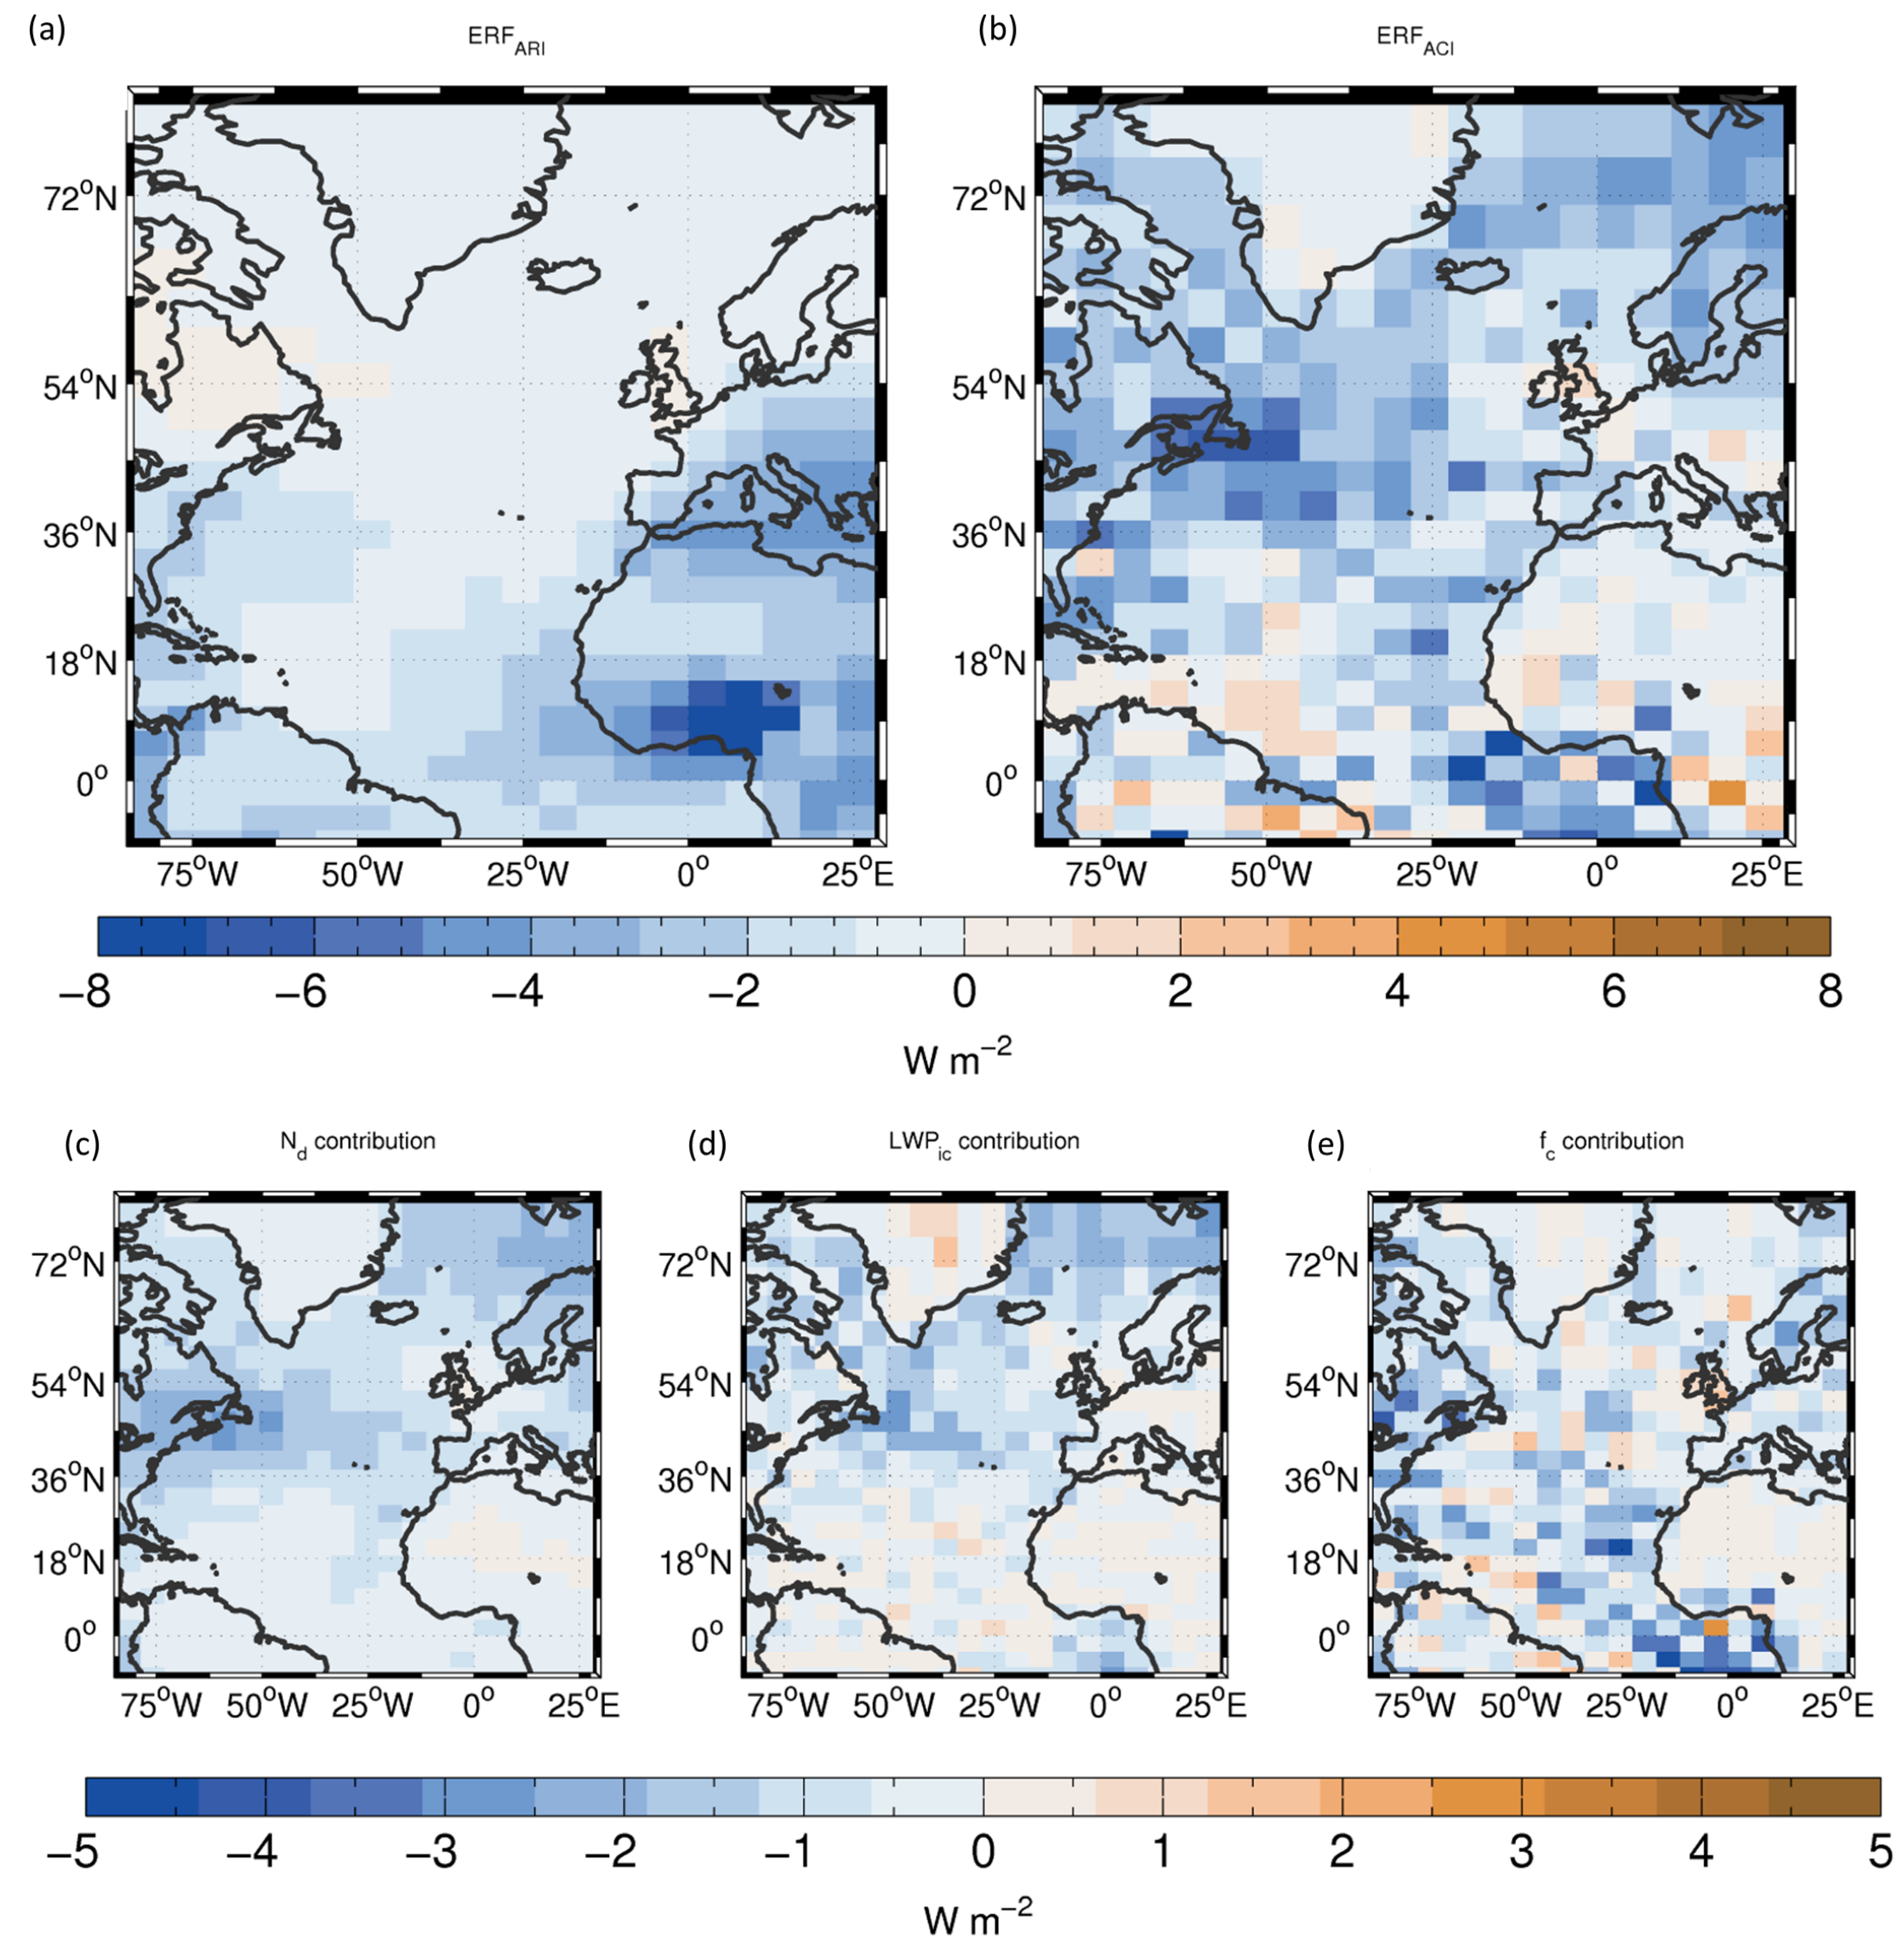 (a) ERF_ARI (b) ERF_ACI
72°N 72°N
54°N 54°N
36°N 36°N
18°N 18°N
0° 0°
75°W 50°W 25°W 0° 25°E 75°W 50°W 25°W 0° 25°E
−8 −6 −4 −2 0 2 4 6 8
W m⁻²
(c) N_d contribution (d) LWP_ic contribution (e) f_c contribution
72°N 72°N 72°N
54°N 54°N 54°N
36°N 36°N 36°N
18°N 18°N 18°N
0° 0° 0°
75°W 50°W 25°W 0° 25°E 75°W 50°W 25°W 0° 25°E 75°W 50°W 25°W 0° 25°E
−5 −4 −3 −2 −1 0 1 2 3 4 5
W m⁻²